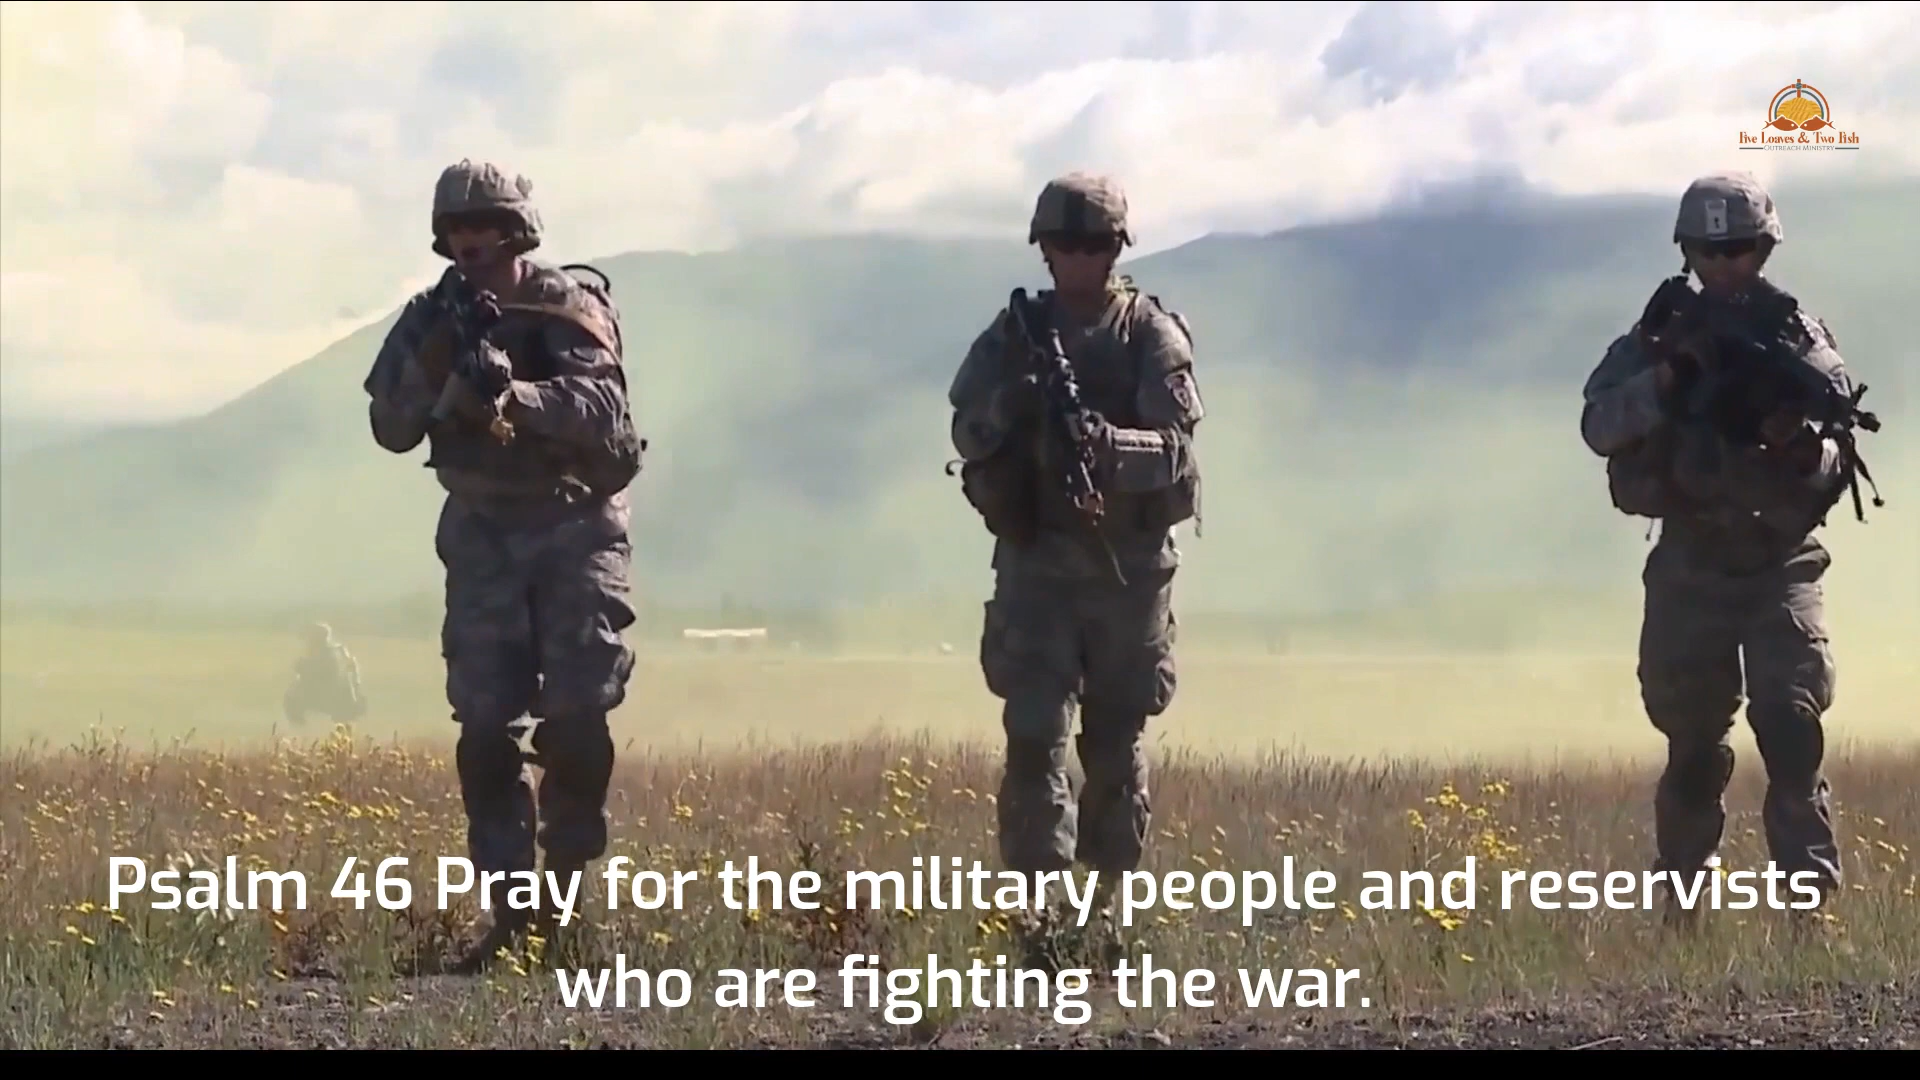 Five Loaves & Two Fish
OUTREACH MINISTRY
Psalm 46 Pray for the military people and reservists
who are fighting the war.